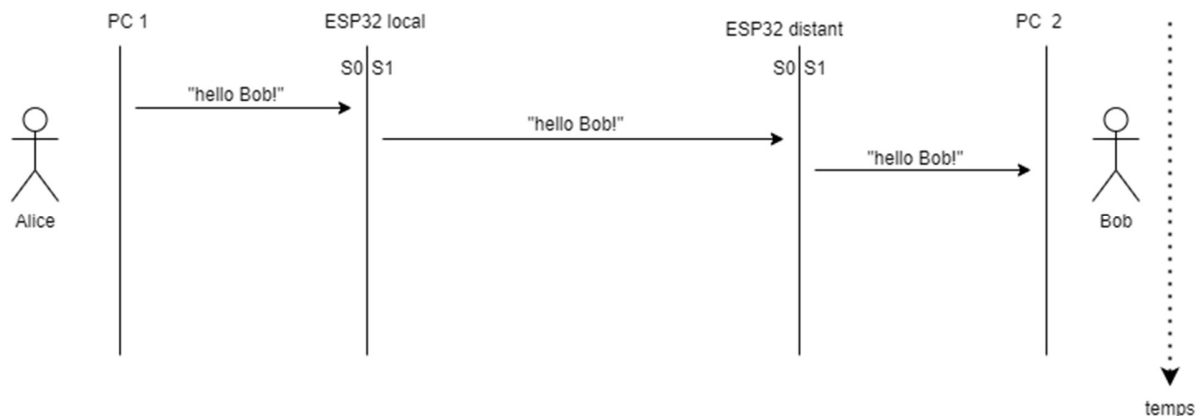 PC 1
ESP32 local
ESP32 distant
PC 2
S0 S1
S0 S1
"hello Bob!"
"hello Bob!"
"hello Bob!"
Alice
Bob
temps